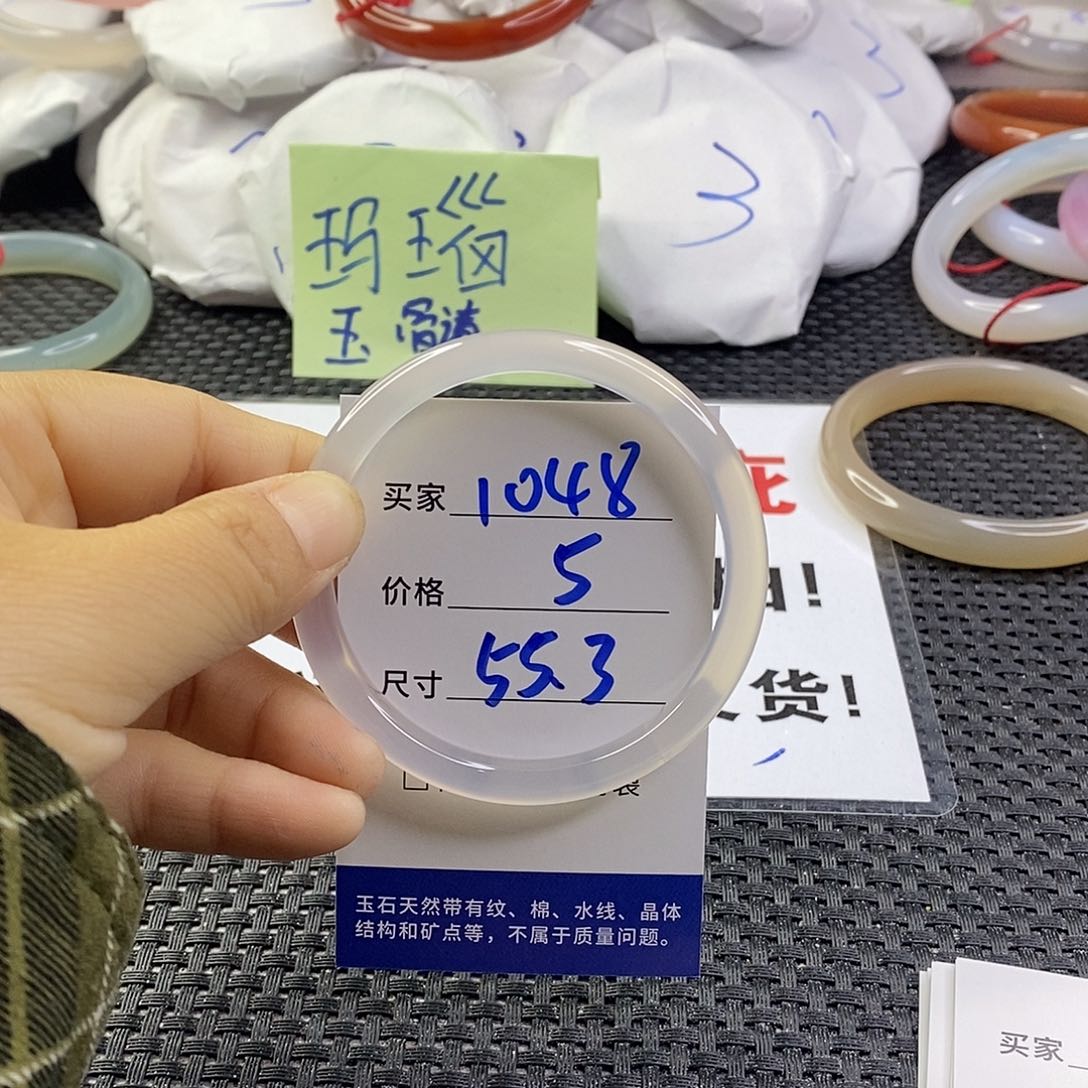 3
3
玛瑙
玉髓
买家 1048
价格 5
尺寸 55.3
货!
玉石天然带有纹、棉、水线、晶体
结构和矿点等，不属于质量问题。
买家